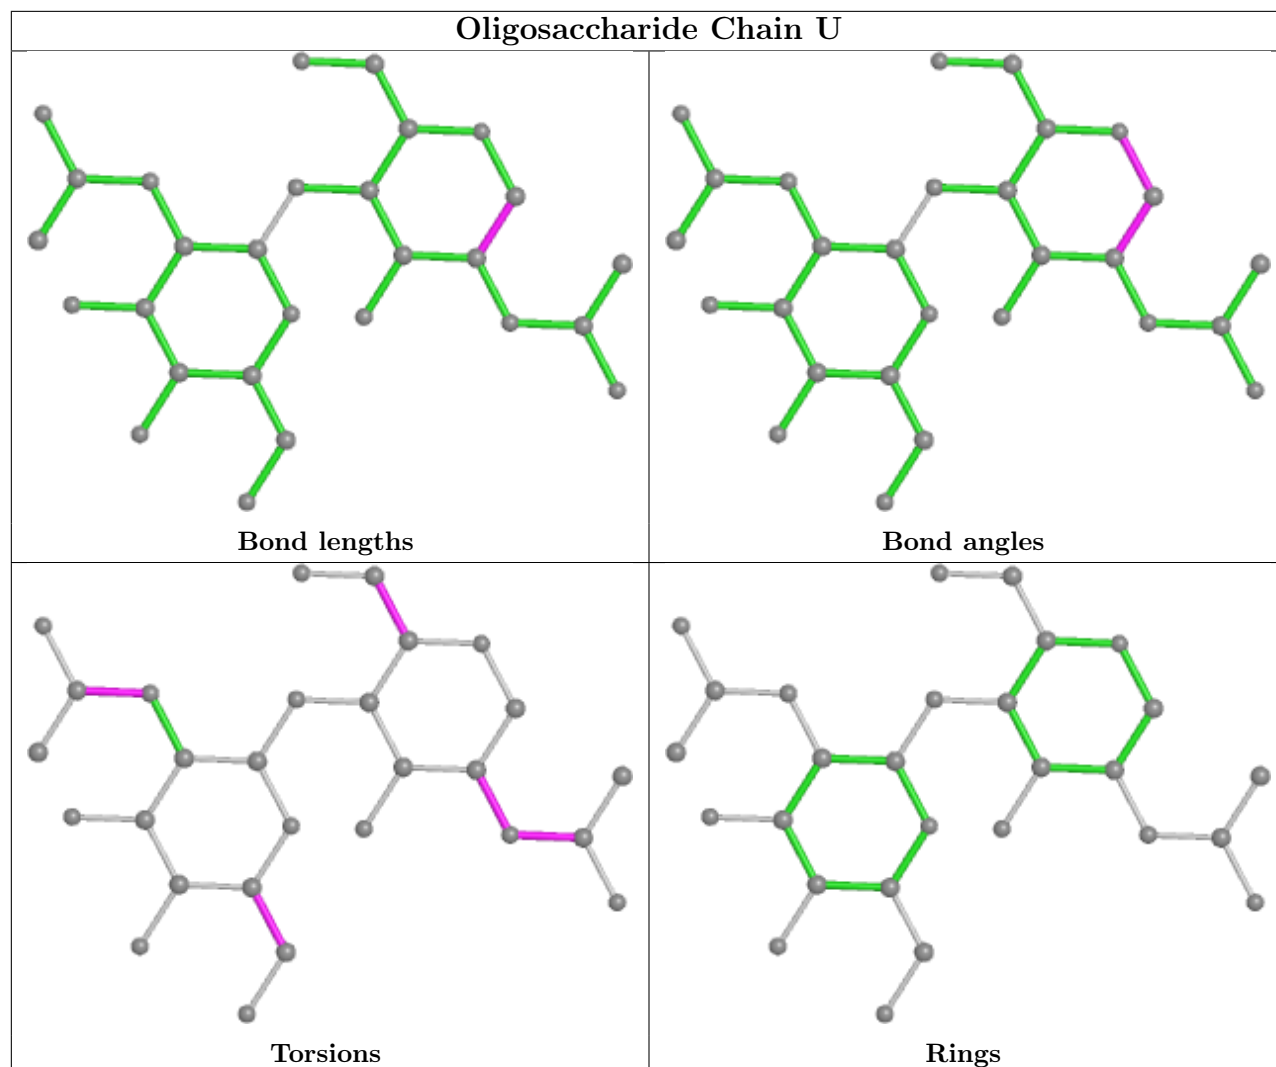 Oligosaccharide Chain U
Bond lengths
Bond angles
Torsions
Rings